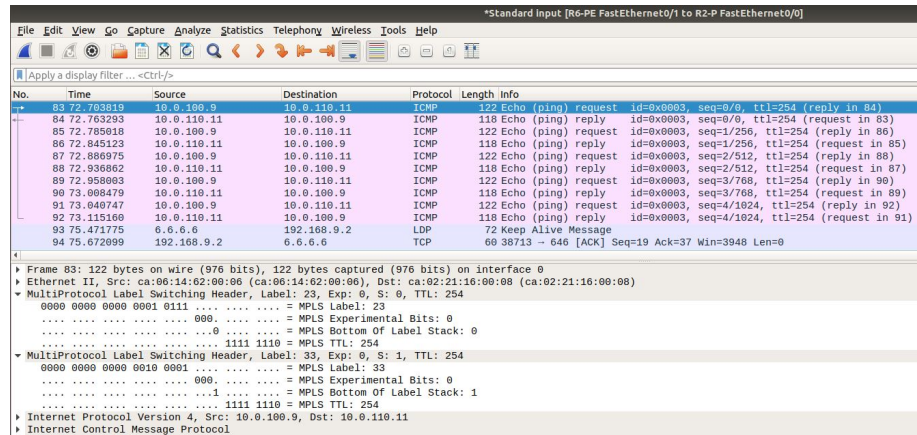 *Standard input [R6-PE FastEthernet0/1 to R2-P FastEthernet0/0]
File Edit View Go Capture Analyze Statistics Telephony Wireless Tools Help
Apply a display filter ... <Ctrl-/>
No. Time Source Destination Protocol Length Info
83 72.703819 10.0.100.9 10.0.110.11 ICMP 122 Echo (ping) request id=0x0003, seq=0/0, ttl=254 (reply in 84)
84 72.763293 10.0.110.11 10.0.100.9 ICMP 118 Echo (ping) reply id=0x0003, seq=0/0, ttl=254 (request in 83)
85 72.785018 10.0.100.9 10.0.110.11 ICMP 122 Echo (ping) request id=0x0003, seq=1/256, ttl=254 (reply in 86)
86 72.845123 10.0.110.11 10.0.100.9 ICMP 118 Echo (ping) reply id=0x0003, seq=1/256, ttl=254 (request in 85)
87 72.886975 10.0.100.9 10.0.110.11 ICMP 122 Echo (ping) request id=0x0003, seq=2/512, ttl=254 (reply in 88)
88 72.936862 10.0.110.11 10.0.100.9 ICMP 118 Echo (ping) reply id=0x0003, seq=2/512, ttl=254 (request in 87)
89 72.958003 10.0.100.9 10.0.110.11 ICMP 122 Echo (ping) request id=0x0003, seq=3/768, ttl=254 (reply in 90)
90 73.008479 10.0.110.11 10.0.100.9 ICMP 118 Echo (ping) reply id=0x0003, seq=3/768, ttl=254 (request in 89)
91 73.040747 10.0.100.9 10.0.110.11 ICMP 122 Echo (ping) request id=0x0003, seq=4/1024, ttl=254 (reply in 92)
92 73.115160 10.0.110.11 10.0.100.9 ICMP 118 Echo (ping) reply id=0x0003, seq=4/1024, ttl=254 (request in 91)
93 75.471775 6.6.6.6 192.168.9.2 LDP 72 Keep Alive Message
94 75.672099 192.168.9.2 6.6.6.6 TCP 60 38713 → 646 [ACK] Seq=19 Ack=37 Win=3948 Len=0
Frame 83: 122 bytes on wire (976 bits), 122 bytes captured (976 bits) on interface 0
Ethernet II, Src: ca:06:14:62:00:06 (ca:06:14:62:00:06), Dst: ca:02:21:16:00:08 (ca:02:21:16:00:08)
MultiProtocol Label Switching Header, Label: 23, Exp: 0, S: 0, TTL: 254
0000 0000 0000 0001 0111 .... .... .... = MPLS Label: 23
.... .... .... .... .... 000. .... .... = MPLS Experimental Bits: 0
.... .... .... .... .... ...0 .... .... = MPLS Bottom Of Label Stack: 0
.... .... .... .... .... .... 1111 1110 = MPLS TTL: 254
MultiProtocol Label Switching Header, Label: 33, Exp: 0, S: 1, TTL: 254
0000 0000 0000 0010 0001 .... .... .... = MPLS Label: 33
.... .... .... .... .... 000. .... .... = MPLS Experimental Bits: 0
.... .... .... .... .... ...1 .... .... = MPLS Bottom Of Label Stack: 1
.... .... .... .... .... .... 1111 1110 = MPLS TTL: 254
Internet Protocol Version 4, Src: 10.0.100.9, Dst: 10.0.110.11
Internet Control Message Protocol